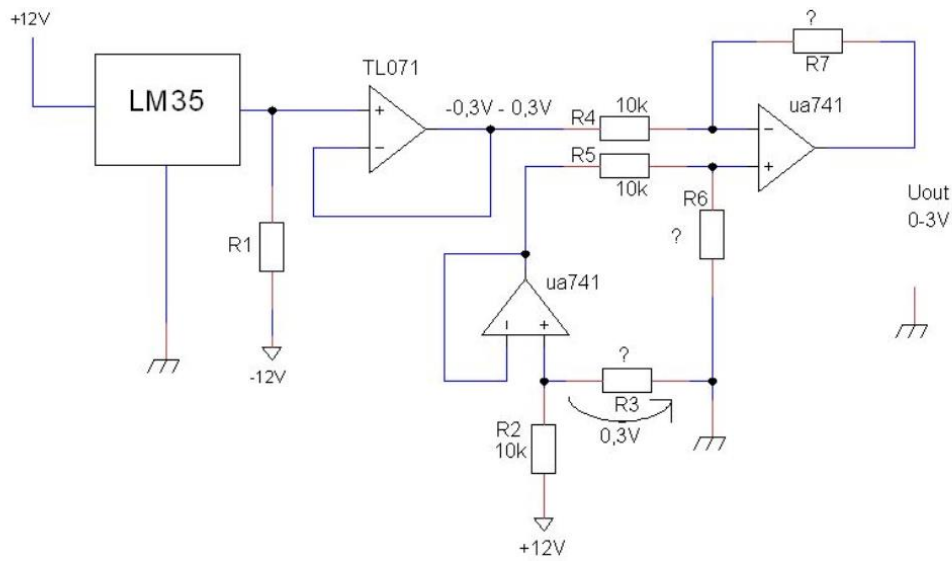 +12V
LM35
TL071
-0,3V - 0,3V
R1
-12V
R4
10k
R5
10k
?
R7
ua741
R6
?
Uout
0-3V
ua741
?
R3
0,3V
R2
10k
+12V
+
-
-
+
-
+